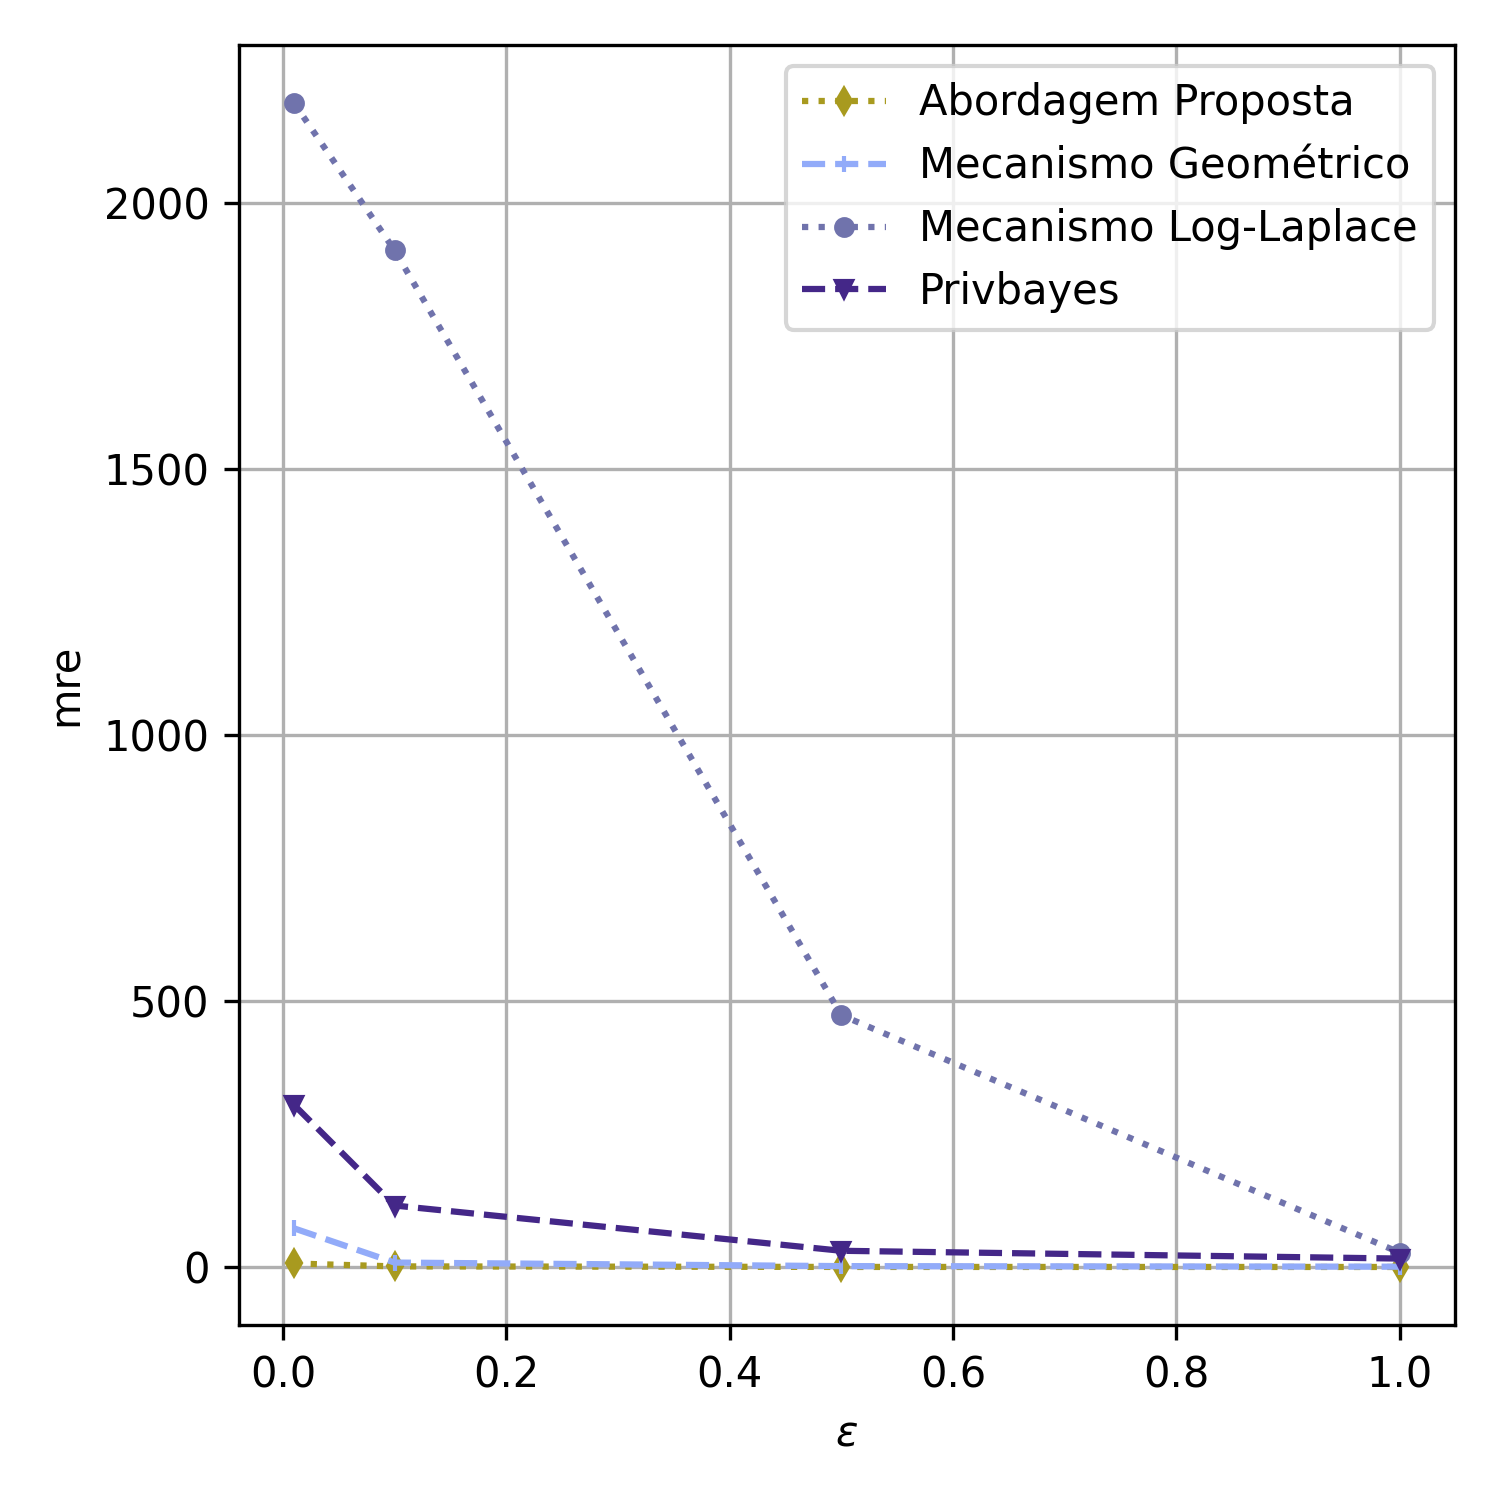 Abordagem Proposta
Mecanismo Geométrico
Mecanismo Log-Laplace
Privbayes
2000
1500
1000
500
0
mre
0.0 0.2 0.4 0.6 0.8 1.0
ε